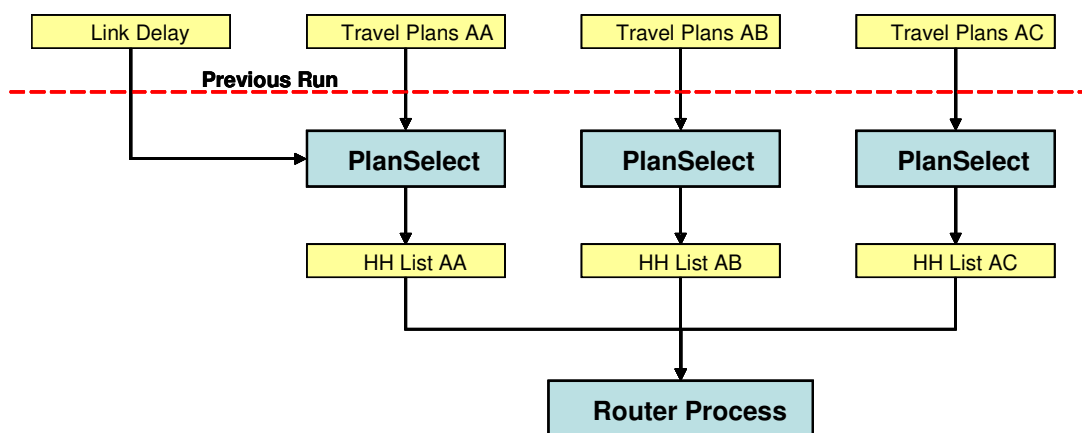 Link Delay
Travel Plans AA
Travel Plans AB
Travel Plans AC
Previous Run
PlanSelect
PlanSelect
PlanSelect
HH List AA
HH List AB
HH List AC
Router Process